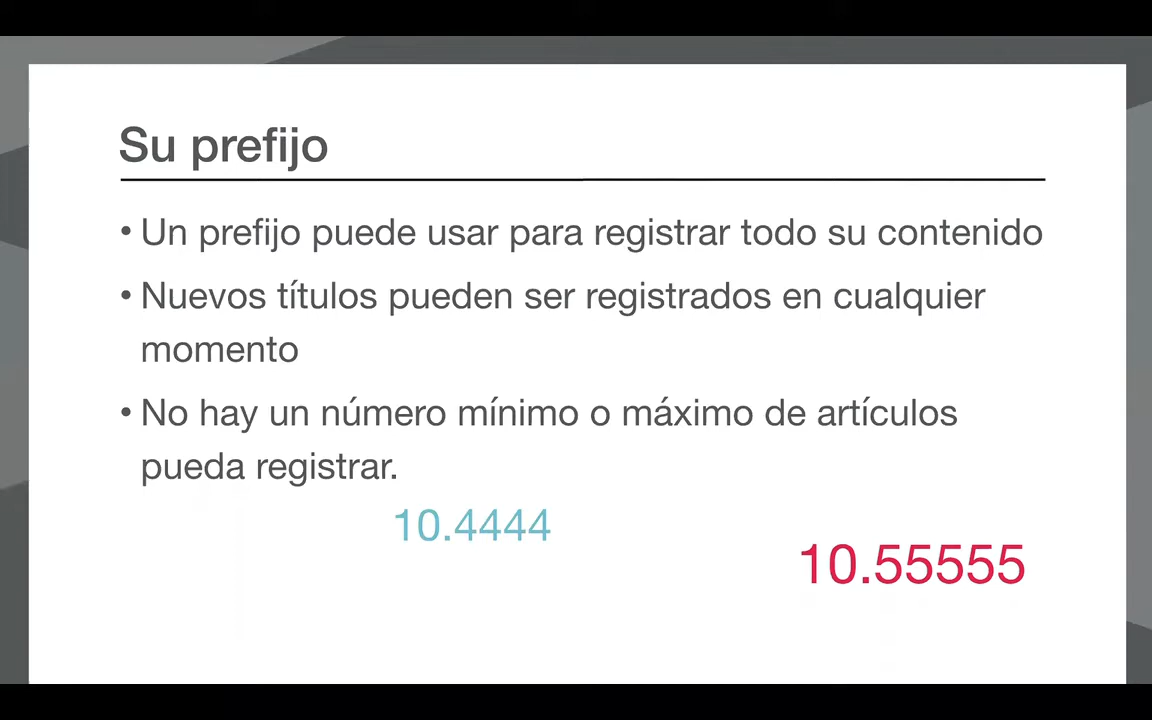 Su prefijo
• Un prefijo puede usar para registrar todo su contenido
• Nuevos títulos pueden ser registrados en cualquier
momento
• No hay un número mínimo o máximo de artículos
pueda registrar.
10.4444
10.55555